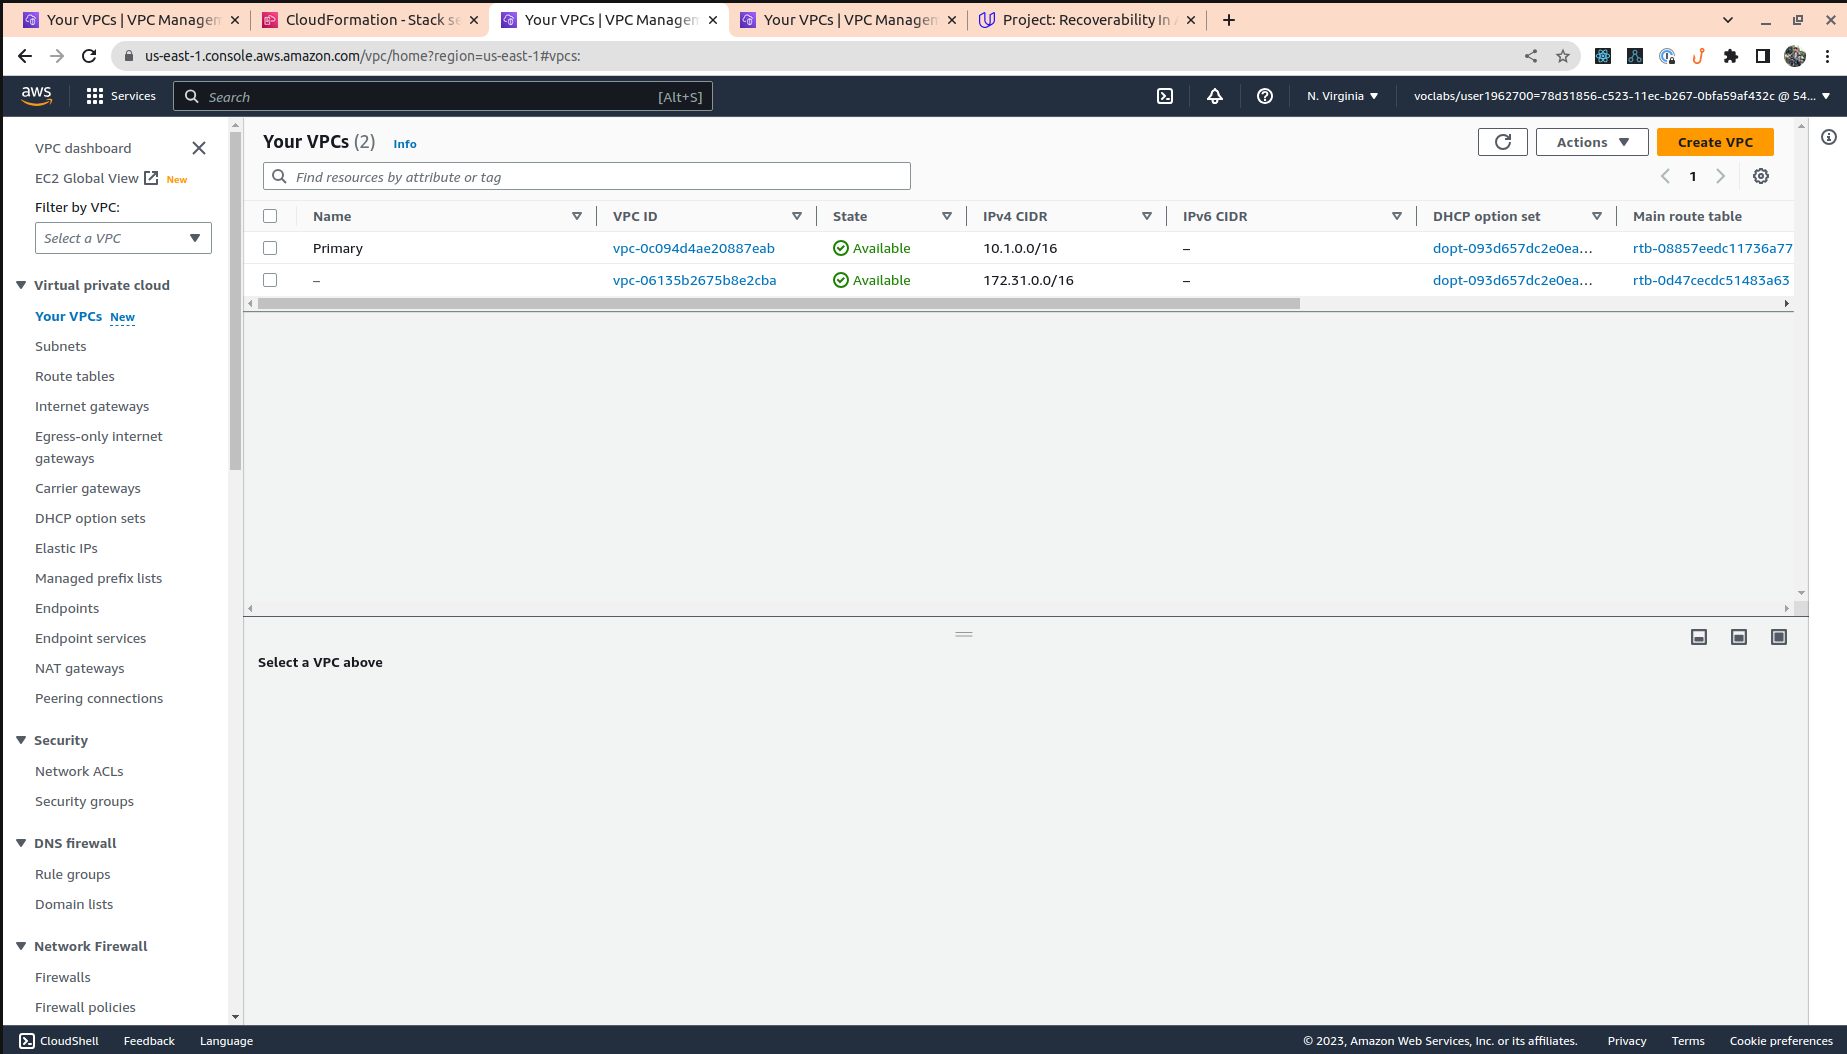 Your VPCs | VPC Managem
CloudFormation - Stack se
Your VPCs | VPC Managem
Your VPCs | VPC Managem
Project: Recoverability In A
us-east-1.console.aws.amazon.com/vpc/home?region=us-east-1#vpcs:
aws
Services
Search
[Alt+S]
N. Virginia
voclabs/user1962700=78d31856-c523-11ec-b267-0bfa59af432c @ 54...
VPC dashboard
EC2 Global View New
Filter by VPC:
Select a VPC
Virtual private cloud
Your VPCs New
Subnets
Route tables
Internet gateways
Egress-only internet
gateways
Carrier gateways
DHCP option sets
Elastic IPs
Managed prefix lists
Endpoints
Endpoint services
NAT gateways
Peering connections
Security
Network ACLs
Security groups
DNS firewall
Rule groups
Domain lists
Network Firewall
Firewalls
Firewall policies
Your VPCs (2) Info
Actions
Create VPC
Find resources by attribute or tag
1
Name VPC ID State IPv4 CIDR IPv6 CIDR DHCP option set Main route table
Primary vpc-0c094d4ae20887eab Available 10.1.0.0/16 – dopt-093d657dc2e0ea... rtb-08857eedc11736a77
– vpc-06135b2675b8e2cba Available 172.31.0.0/16 – dopt-093d657dc2e0ea... rtb-0d47cecdc51483a63
Select a VPC above
CloudShell Feedback Language © 2023, Amazon Web Services, Inc. or its affiliates. Privacy Terms Cookie preferences